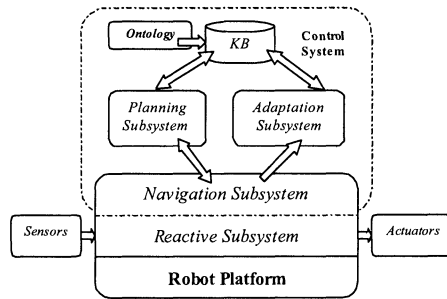 Ontology
KB
Control
System
Planning
Subsystem
Adaptation
Subsystem
Navigation Subsystem
Sensors
Reactive Subsystem
Actuators
Robot Platform